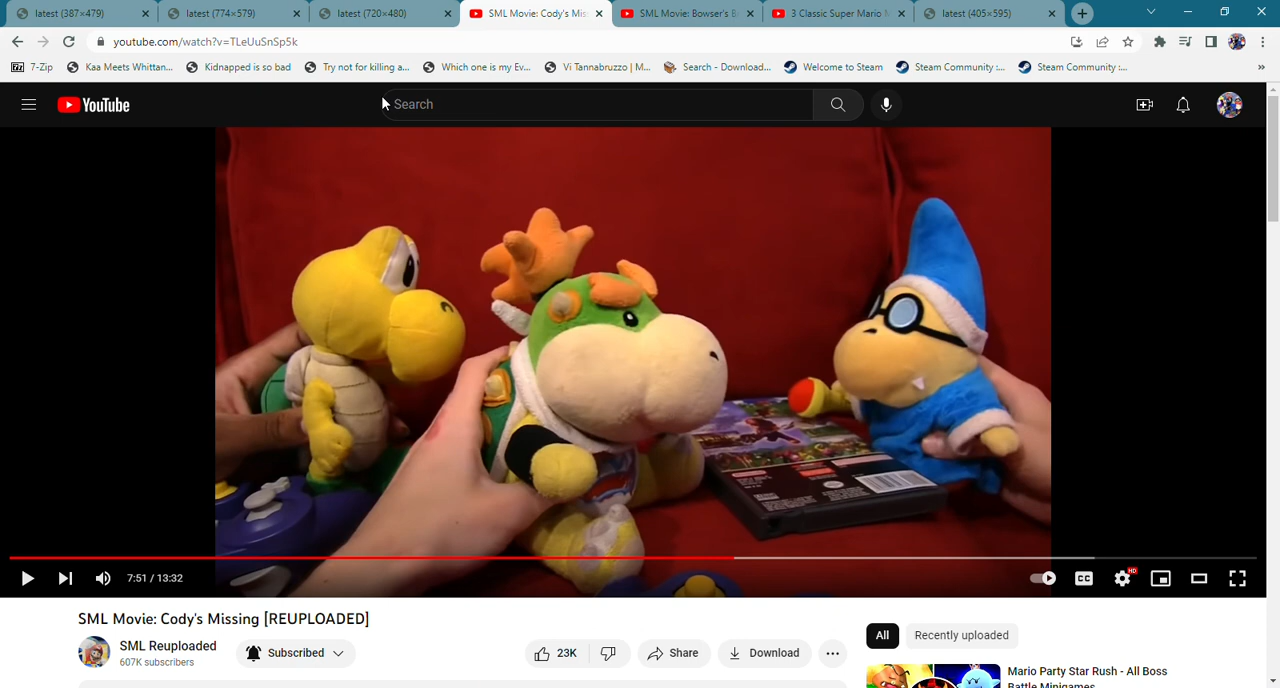 latest (387×479)
latest (774×579)
latest (720×480)
SML Movie: Cody's Mis
SML Movie: Bowser's B
3 Classic Super Mario M
latest (405×595)
youtube.com/watch?v=TLeUuSnSp5k
7-Zip
Kaa Meets Whittan...
Kidnapped is so bad
Try not for killing a...
Which one is my Ev...
Vi Tannabruzzo | M...
Search - Download...
Welcome to Steam
Steam Community :...
Steam Community :...
»
YouTube
Search
7:51 / 13:32
CC
HD
SML Movie: Cody's Missing [REUPLOADED]
SML Reuploaded
607K subscribers
Subscribed
23K
Share
Download
All
Recently uploaded
Mario Party Star Rush - All Boss
Battle Minigames